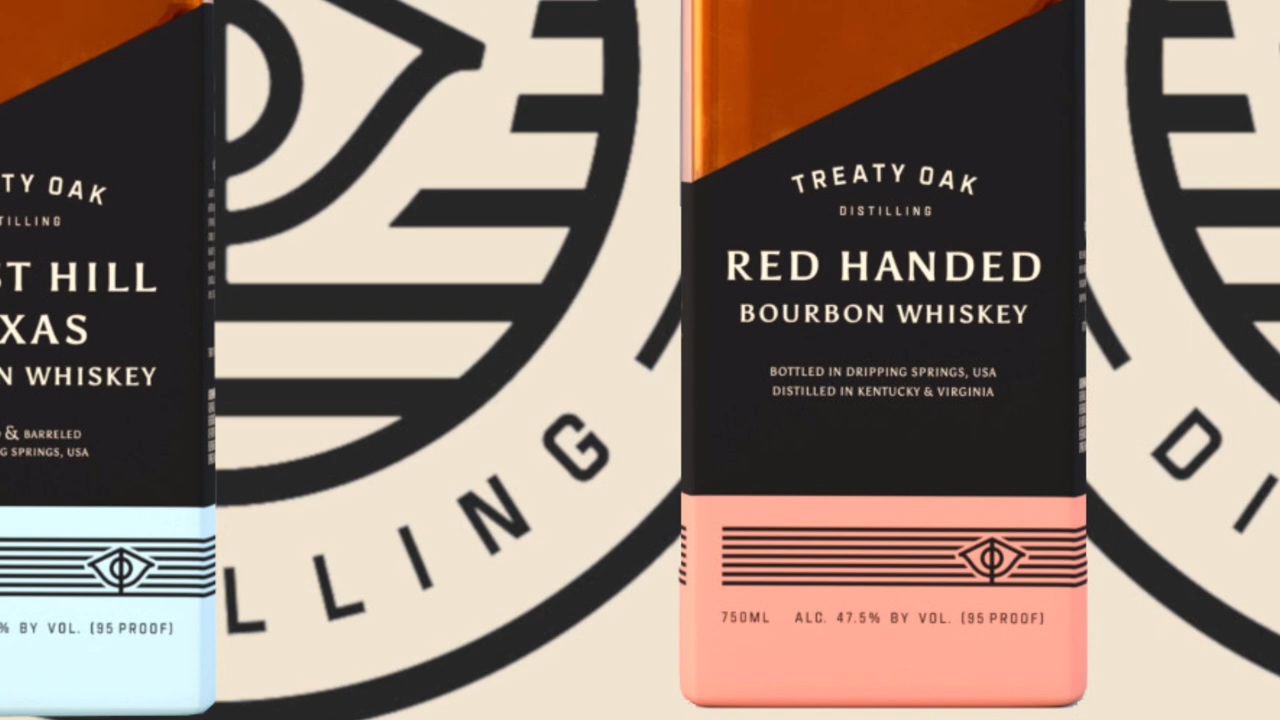 TY OAK
TILLING
ST HILL
XAS
N WHISKEY
& BARRELED
G SPRINGS, USA
% BY VOL. (95 PROOF)
LLING
TREATY OAK
DISTILLING
RED HANDED
BOURBON WHISKEY
BOTTLED IN DRIPPING SPRINGS, USA
DISTILLED IN KENTUCKY & VIRGINIA
750ML ALC. 47.5% BY VOL. (95 PROOF)
DI